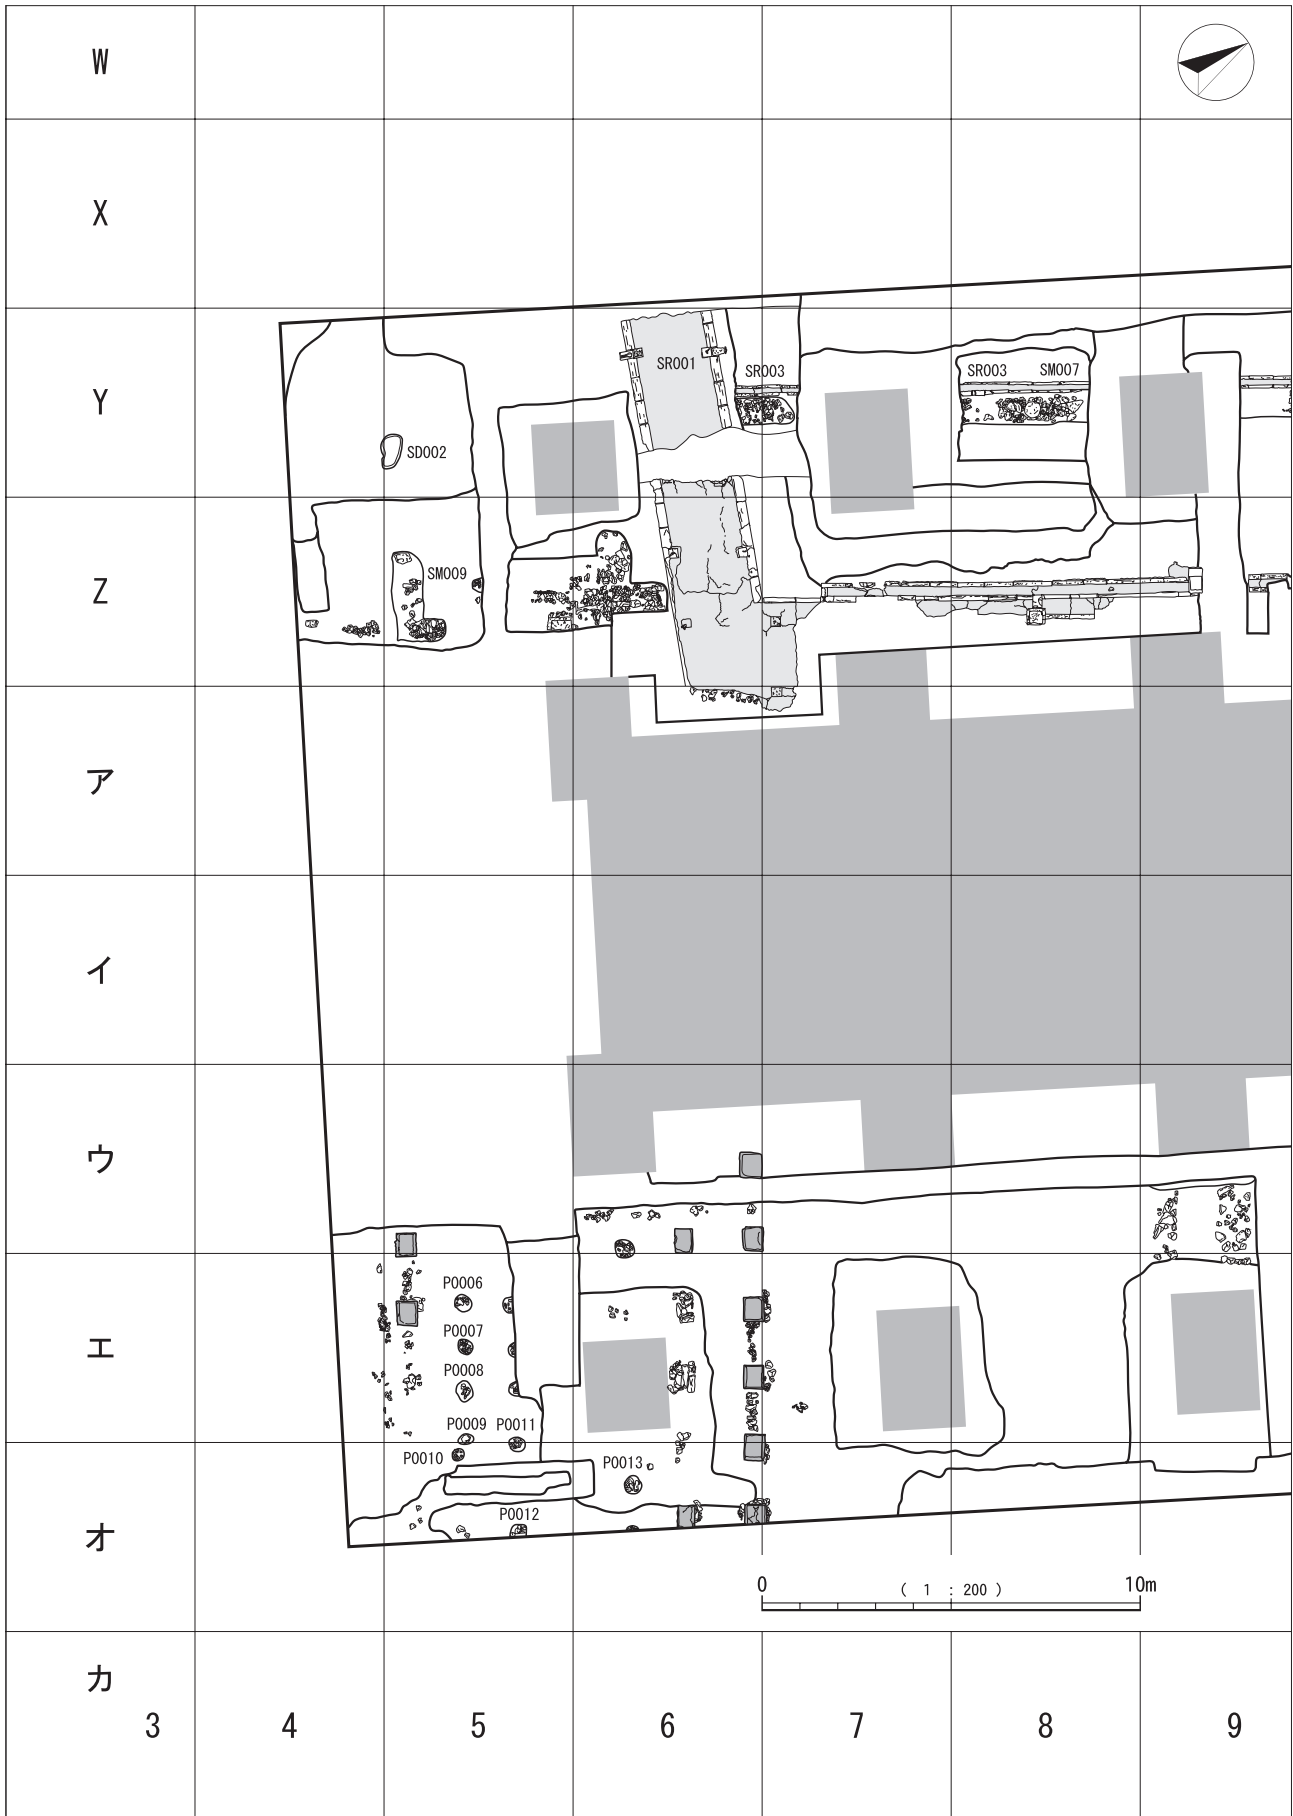 W
X
Y
SR001
SR003
SR003 SM007
SD002
Z
SM009
ア
イ
ウ
エ
P0006
P0007
P0008
P0009 P0011
オ
P0010
P0013
P0012
0 ( 1 : 200 ) 10m
カ
3 4 5 6 7 8 9